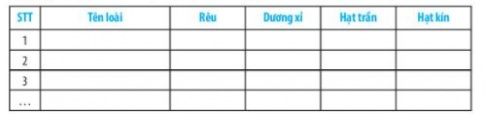 STT Tên loài Rêu Dương xỉ Hạt trần Hạt kín
1
2
3
...